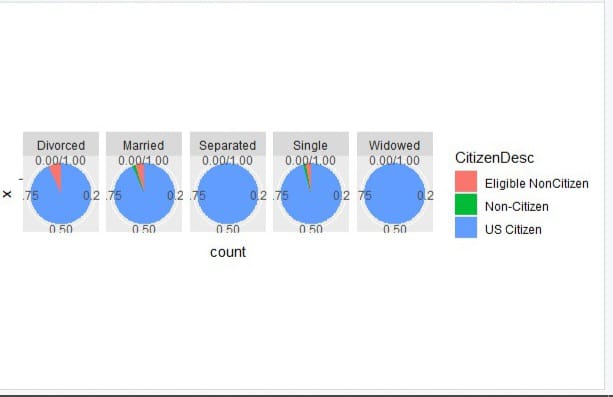 Divorced Married Separated Single Widowed
0.00/1.00 0.00/1.00 0.00/1.00 0.00/1.00 0.00/1.00
.75 0.2 .75 0.2 .75 0.2 .75 0.2 75 0.2
0.50 0.50 0.50 0.50 0.50
x
count
CitizenDesc
Eligible NonCitizen
Non-Citizen
US Citizen